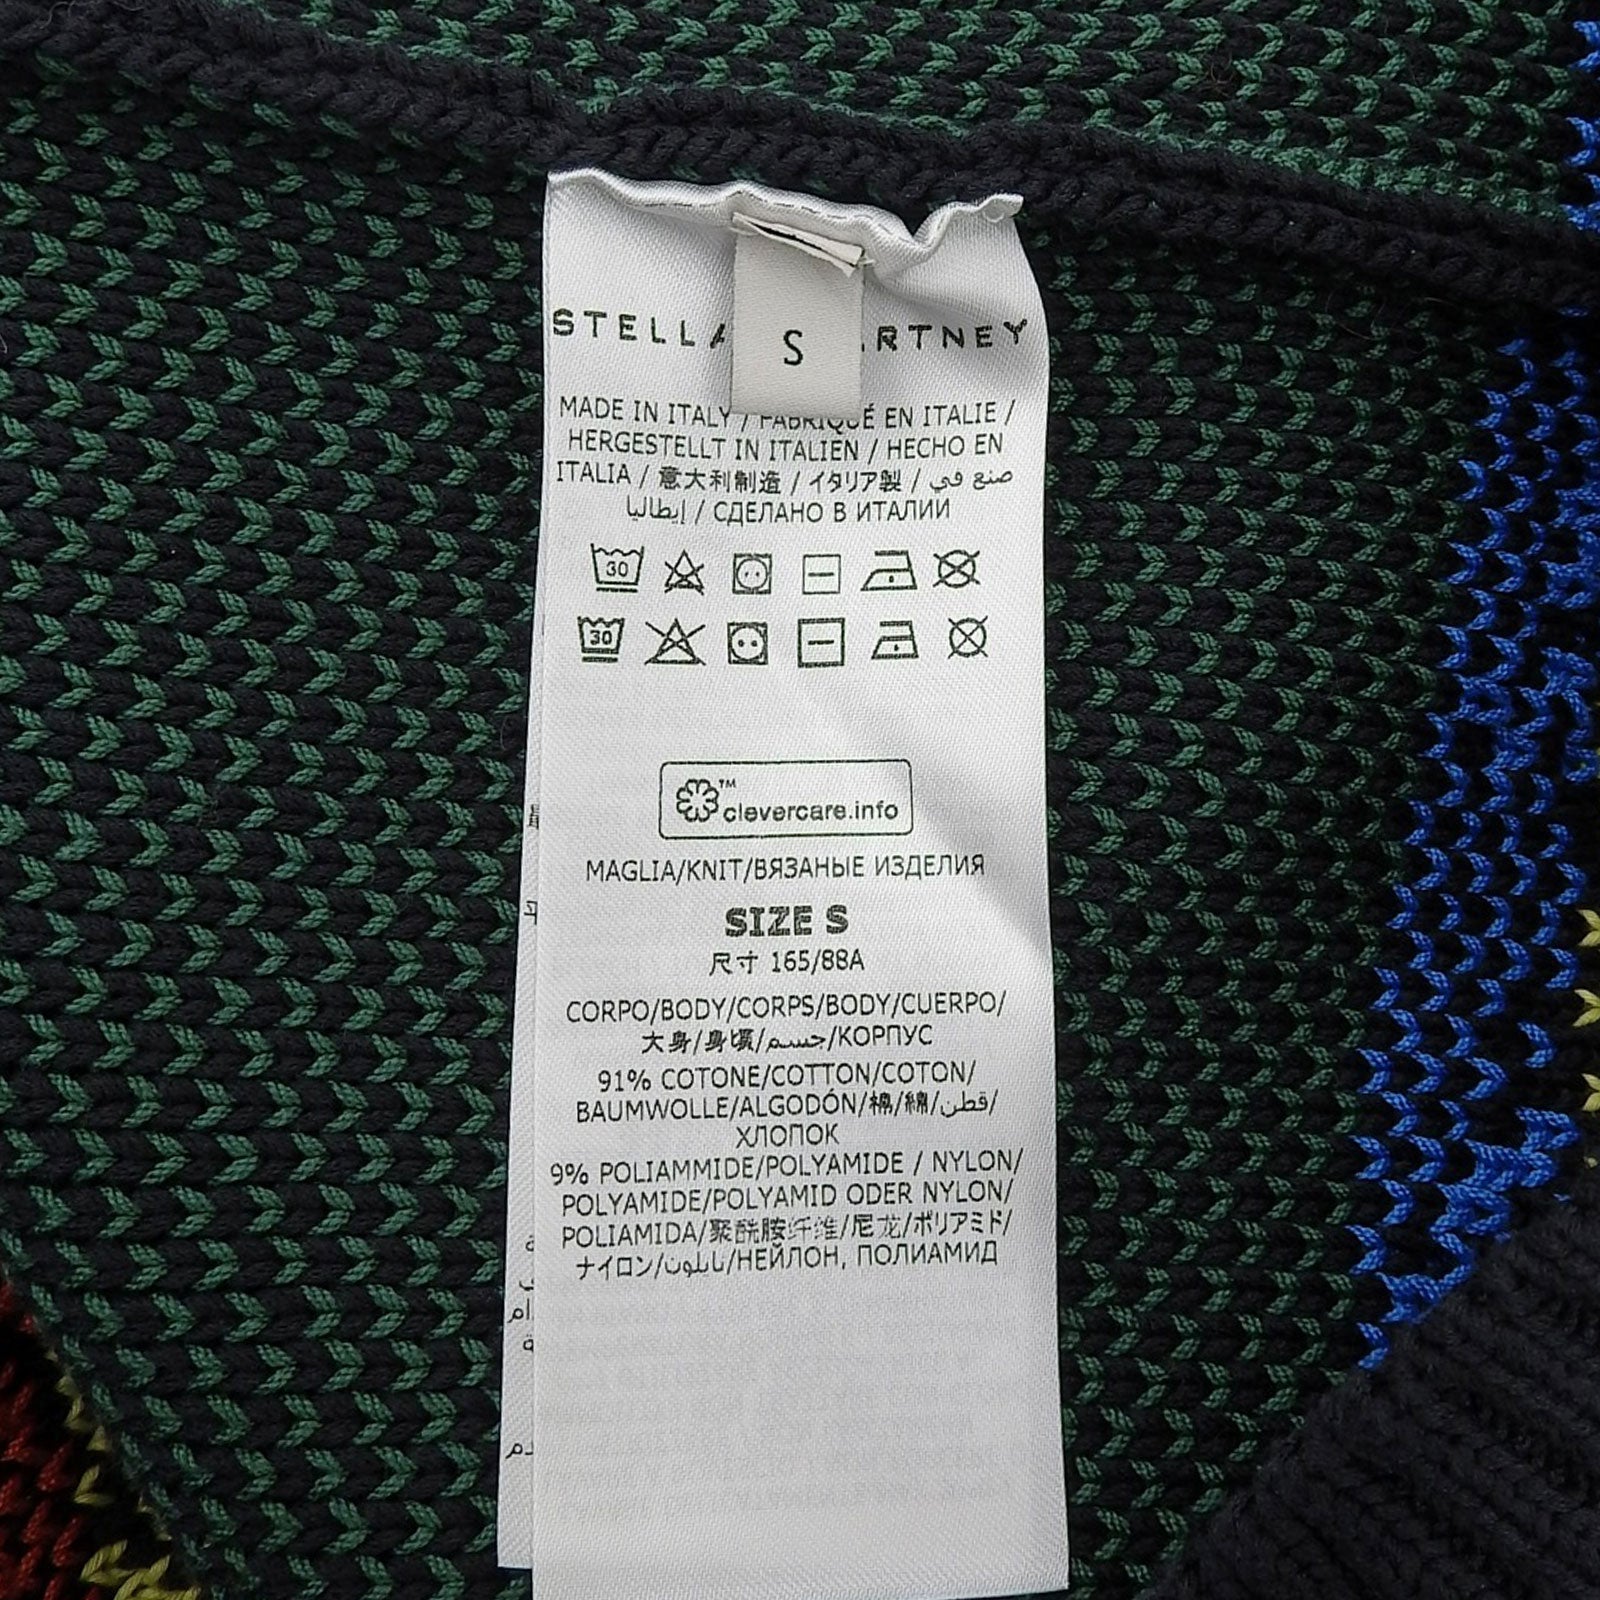 S
STELLA RTNEY
MADE IN ITALY / FABRIQUÉ EN ITALIE /
HERGESTELLT IN ITALIEN / HECHO EN
ITALIA / 意大利制造 / イタリア製 / صنع في
إيطاليا / СДЕЛАНО В ИТАЛИИ
30
30
™
clevercare.info
MAGLIA/KNIT/ВЯЗАНЫЕ ИЗДЕЛИЯ
SIZE S
尺寸 165/88A
CORPO/BODY/CORPS/BODY/CUERPO/
大身/身頃/جسم/КОРПУС
91% COTONE/COTTON/COTON/
BAUMWOLLE/ALGODÓN/棉/綿/قطن/
ХЛОПОК
9% POLIAMMIDE/POLYAMIDE / NYLON/
POLYAMIDE/POLYAMID ODER NYLON/
POLIAMIDA/聚酰胺纤维/尼龙/ポリアミド/
ナイロン/نايلون/НЕЙЛОН, ПОЛИАМИД